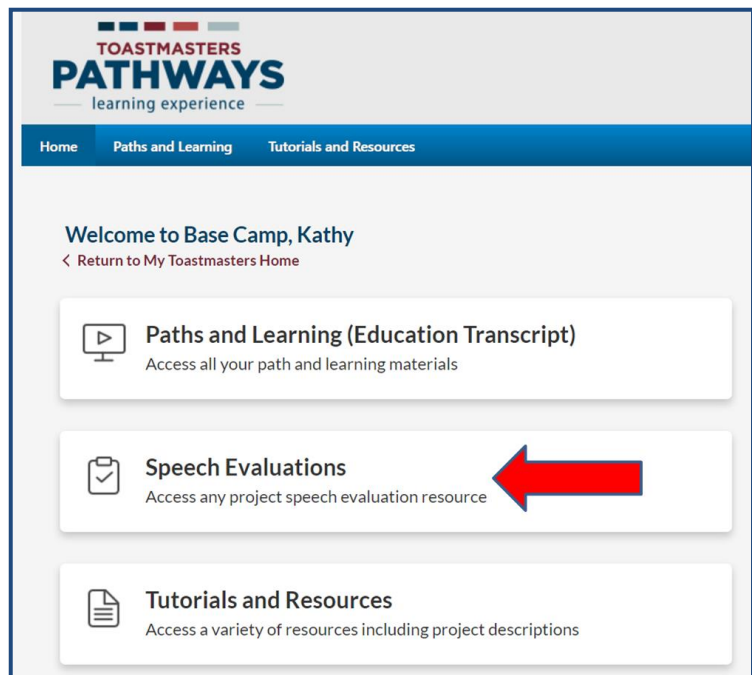 TOASTMASTERS
PATHWAYS
learning experience
Home Paths and Learning Tutorials and Resources
Welcome to Base Camp, Kathy
< Return to My Toastmasters Home
Paths and Learning (Education Transcript)
Access all your path and learning materials
Speech Evaluations
Access any project speech evaluation resource
Tutorials and Resources
Access a variety of resources including project descriptions